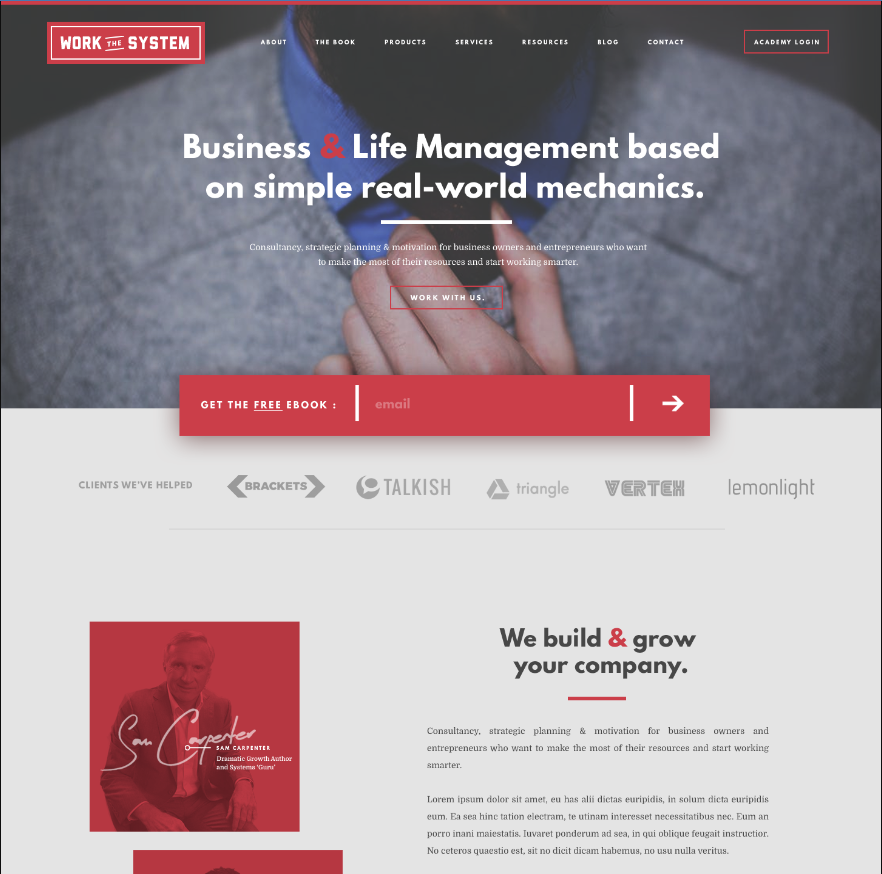 WORK THE SYSTEM
ABOUT THE BOOK PRODUCTS SERVICES RESOURCES BLOG CONTACT ACADEMY LOGIN
Business & Life Management based
on simple real-world mechanics.
Consultancy, strategic planning & motivation for business owners and entrepreneurs who want
to make the most of their resources and start working smarter.
WORK WITH US.
GET THE FREE EBOOK : email
CLIENTS WE'VE HELPED BRACKETS TALKISH triangle VERTEX lemonlight
Sam Carpenter
SAM CARPENTER
Dramatic Growth Author
and Systems 'Guru'
We build & grow
your company.
Consultancy, strategic planning & motivation for business owners and
entrepreneurs who want to make the most of their resources and start working
smarter.
Lorem ipsum dolor sit amet, eu has alii dictas euripidis, in solum dicta euripidis
eum. Ea sea hinc tation electram, te utinam interesset necessitatibus nec. Eum an
porro inani maiestatis. Iuvaret ponderum ad sea, in qui oblique feugait instructior.
No ceteros quaestio est, sit no dicit dicam habemus, no usu nulla veritus.